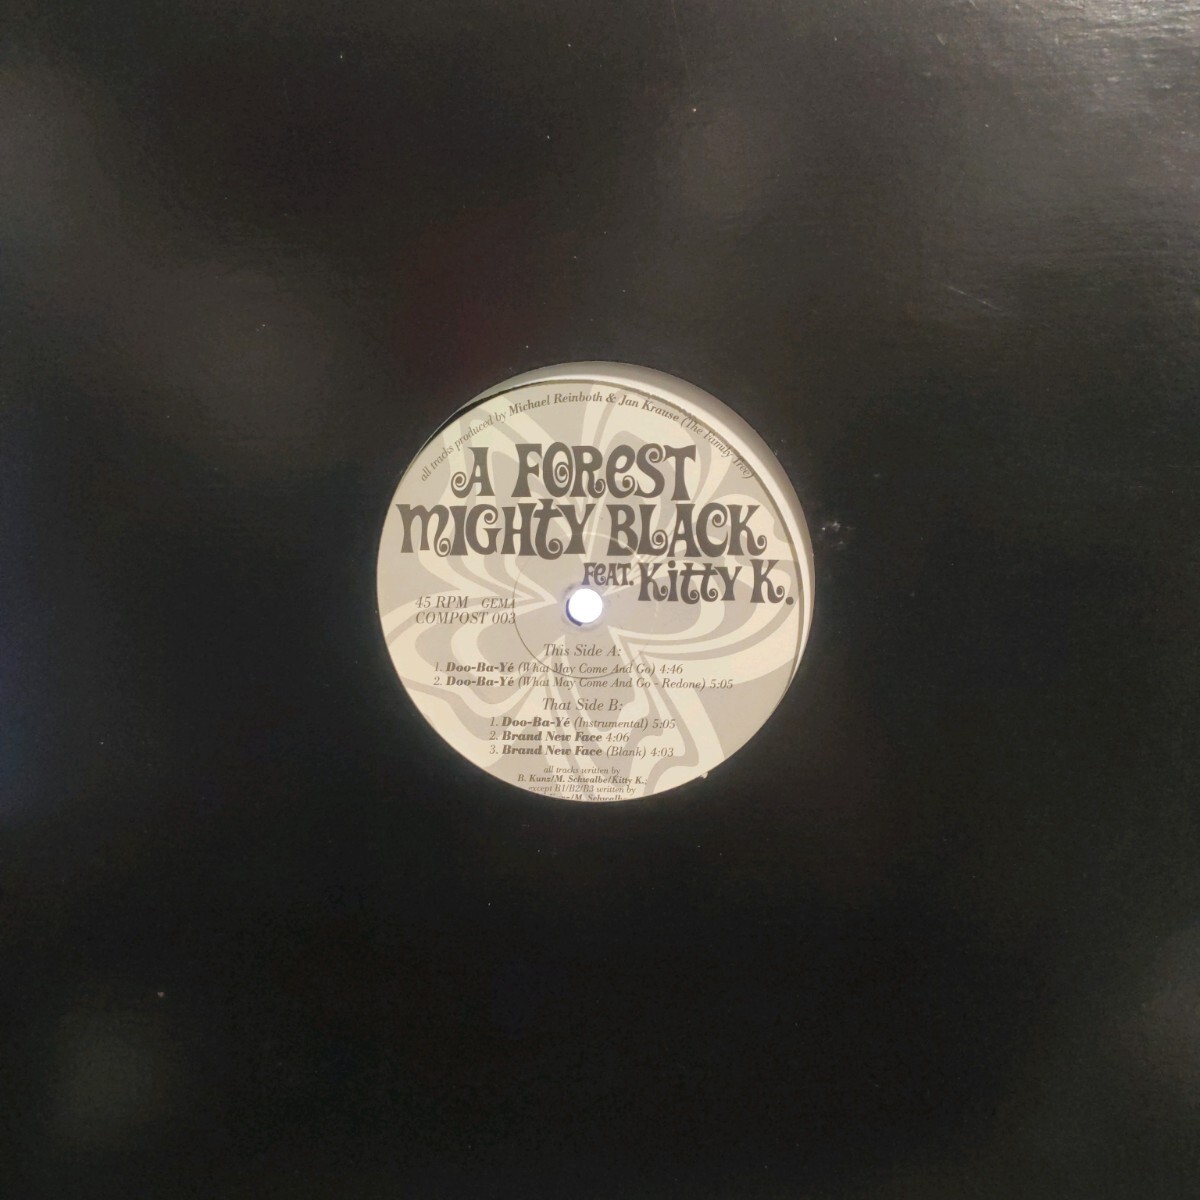 all tracks produced by Michael Reinboth & Jan Krause (The Family Tree)
A FOREST
MIGHTY BLACK
FEAT. Kitty K.
45 RPM GEMA
COMPOST 003
This Side A:
1. Doo-Ba-Yé (What May Come And Go) 4:46
2. Doo-Ba-Yé (What May Come And Go - Redone) 5:05
That Side B:
1. Doo-Ba-Yé (Instrumental) 5:05
2. Brand New Face 4:06
3. Brand New Face (Blank) 4:03
all tracks written by
B. Kunz/M. Schwalbe/Kitty K.;
except B1/B2/B3 written by
M. Schwalbe